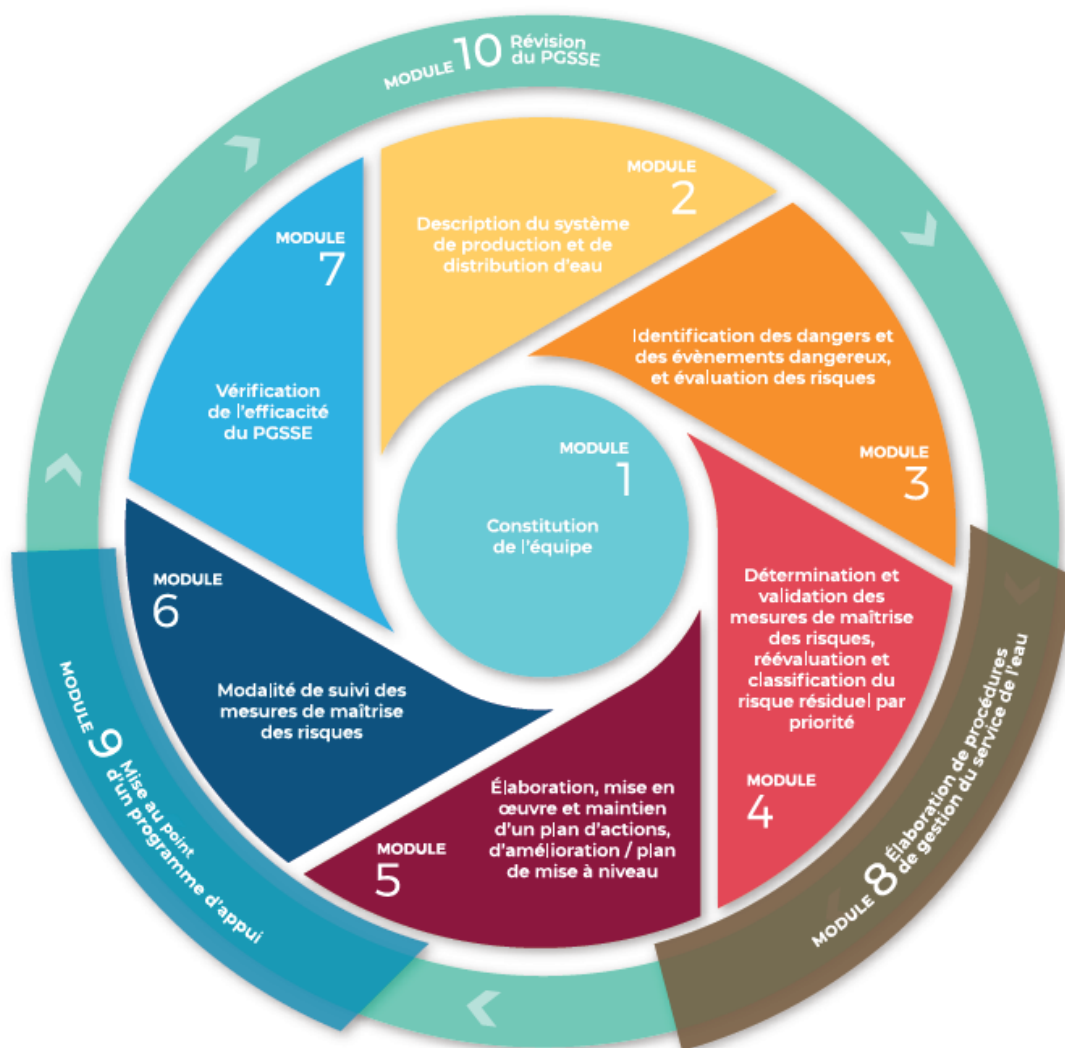 MODULE 10 Révision
du PGSSE
MODULE
2
Description du système
de production et de
distribution d'eau
MODULE
7
Vérification
de l'efficacité
du PGSSE
Identification des dangers et
des évènements dangereux,
et évaluation des risques
MODULE
3
MODULE
1
Constitution
de l'équipe
Détermination et
validation des
mesures de maîtrise
des risques,
réévaluation et
classification du
risque résiduel par
priorité
MODULE
4
MODULE
6
Modalité de suivi des
mesures de maîtrise
des risques
Élaboration, mise en
œuvre et maintien
d'un plan d'actions,
d'amélioration / plan
de mise à niveau
MODULE
5
MODULE 8 Élaboration de procédures
de gestion du service de l'eau
MODULE 9 Mise au point
d'un programme d'appui